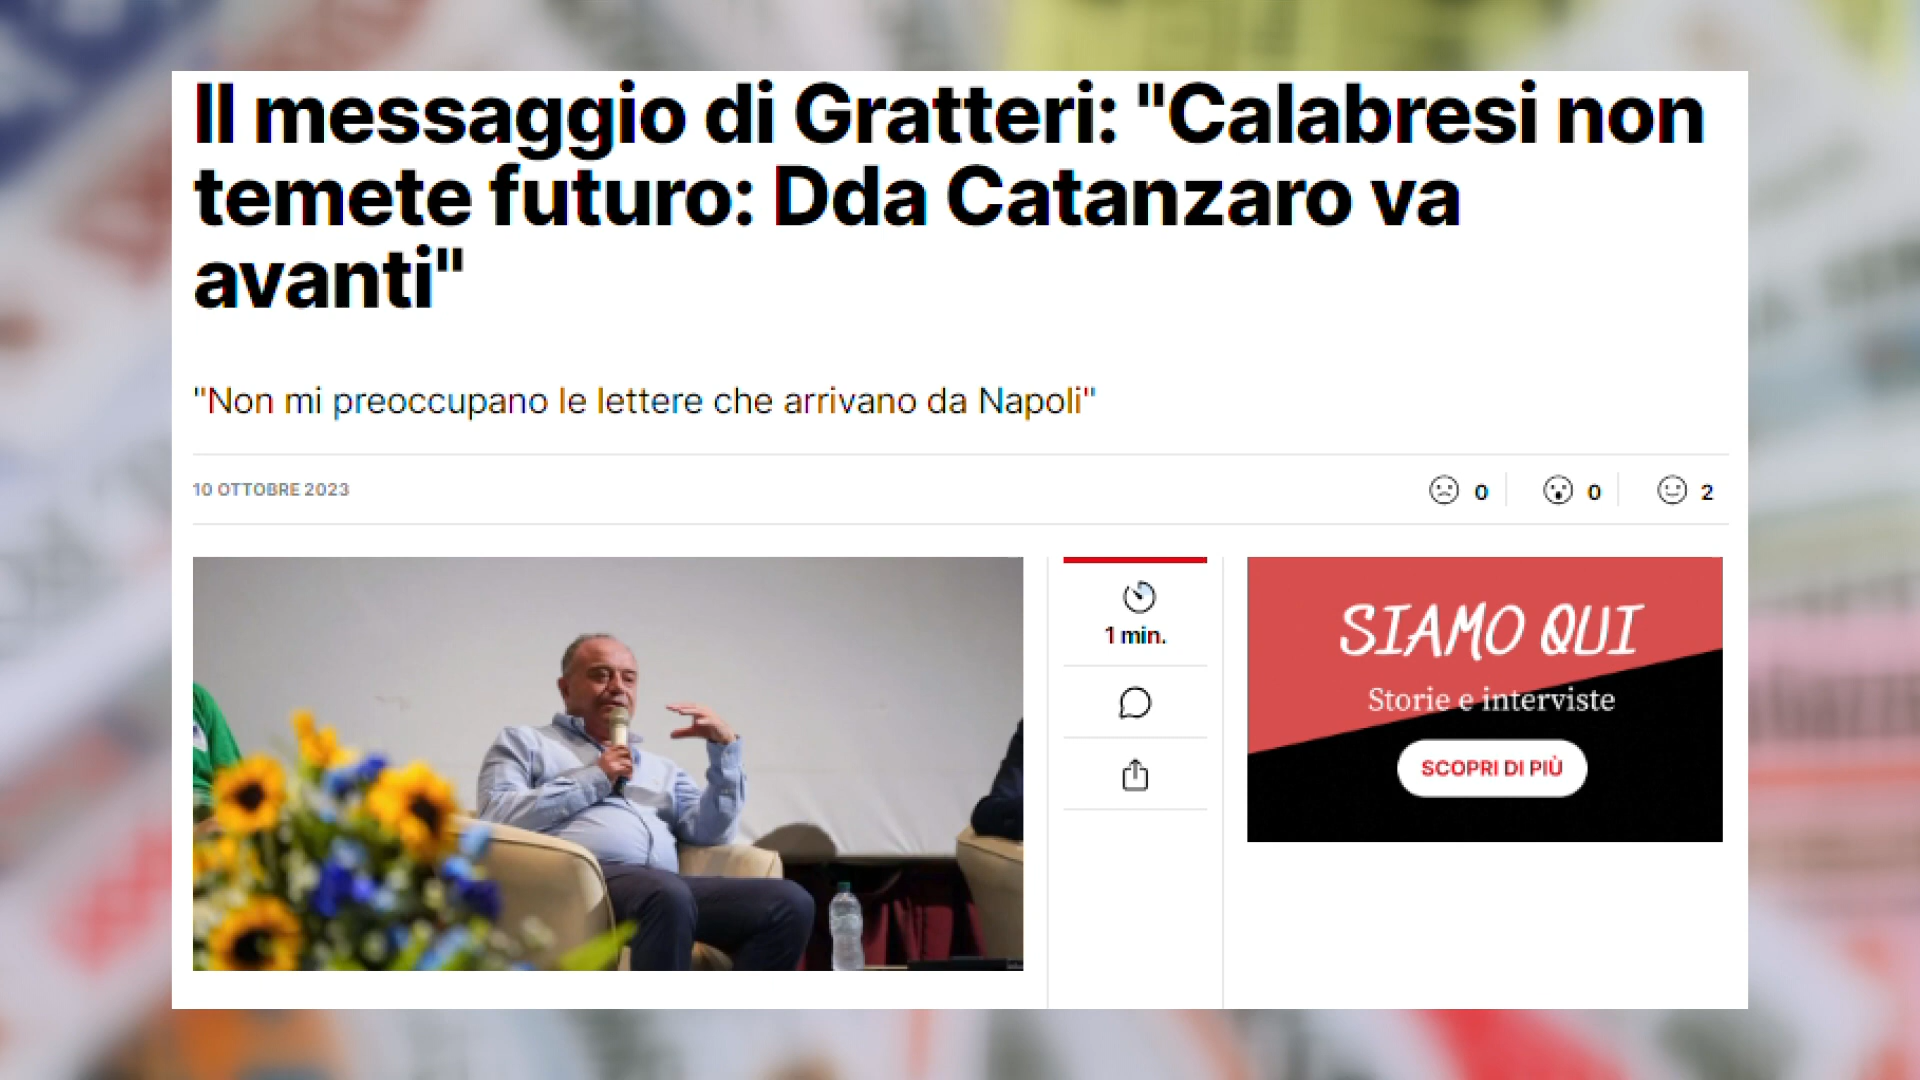 Il messaggio di Gratteri: "Calabresi non
temete futuro: Dda Catanzaro va
avanti"
"Non mi preoccupano le lettere che arrivano da Napoli"
10 OTTOBRE 2023
0
0
2
1 min.
SIAMO QUI
Storie e interviste
SCOPRI DI PIÙ